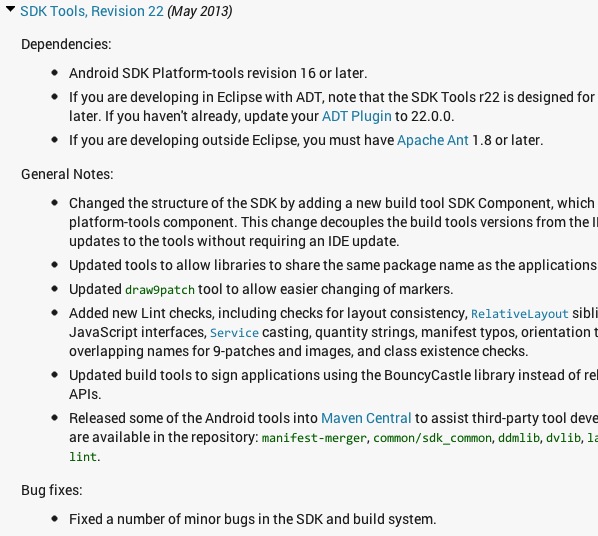 SDK Tools, Revision 22 (May 2013)
Dependencies:
Android SDK Platform-tools revision 16 or later.
If you are developing in Eclipse with ADT, note that the SDK Tools r22 is designed for
later. If you haven't already, update your ADT Plugin to 22.0.0.
If you are developing outside Eclipse, you must have Apache Ant 1.8 or later.
General Notes:
Changed the structure of the SDK by adding a new build tool SDK Component, which
platform-tools component. This change decouples the build tools versions from the
updates to the tools without requiring an IDE update.
Updated tools to allow libraries to share the same package name as the applications
Updated draw9patch tool to allow easier changing of markers.
Added new Lint checks, including checks for layout consistency, RelativeLayout
JavaScript interfaces, Service casting, quantity strings, manifest typos, orientation
overlapping names for 9-patches and images, and class existence checks.
Updated build tools to sign applications using the BouncyCastle library instead of
APIs.
Released some of the Android tools into Maven Central to assist third-party tool
are available in the repository: manifest-merger, common/sdk_common, ddmlib, dvlib,
lint.
Bug fixes:
Fixed a number of minor bugs in the SDK and build system.